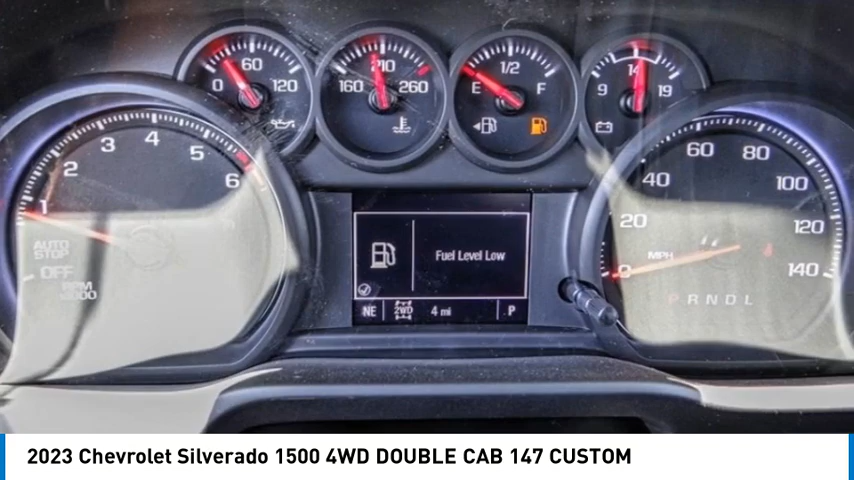 0 60 120
160 210 260
E 1/2 F
9 14 19
1 2 3 4 5 6
AUTO
STOP
OFF
RPM
x1000
Fuel Level Low
NE 2WD 4 mi P
0 20 40 60 80 100 120 140
MPH
P R N D L
2023 Chevrolet Silverado 1500 4WD DOUBLE CAB 147 CUSTOM